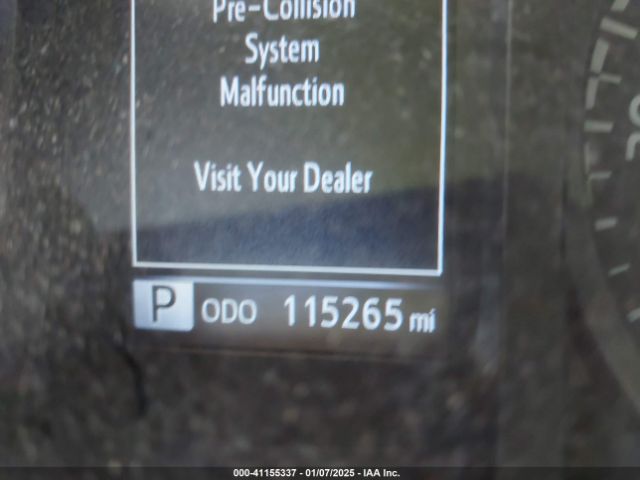 Pre-Collision
System
Malfunction
Visit Your Dealer
P ODO 115265 mi
000-41155337 - 01/07/2025 - IAA Inc.